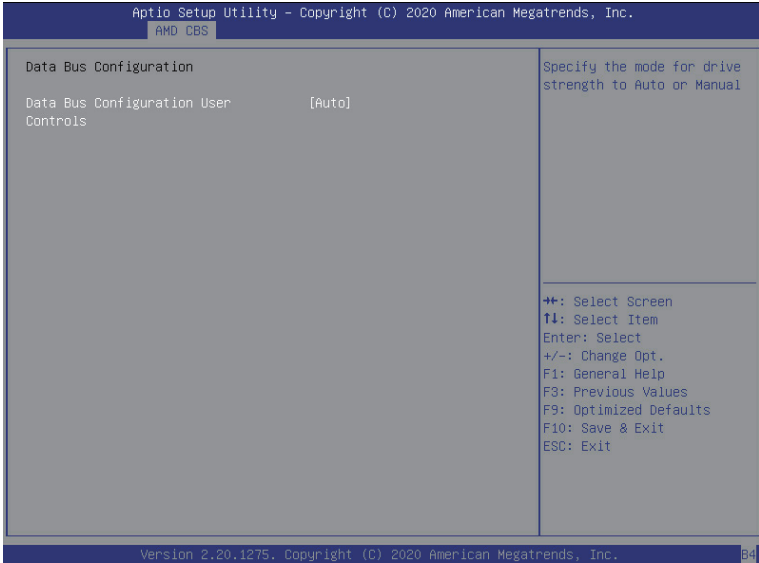 Aptio Setup Utility – Copyright (C) 2020 American Megatrends, Inc.
AMD CBS
Data Bus Configuration
Data Bus Configuration User [Auto]
Controls
Specify the mode for drive
strength to Auto or Manual
→←: Select Screen
↑↓: Select Item
Enter: Select
+/-: Change Opt.
F1: General Help
F3: Previous Values
F9: Optimized Defaults
F10: Save & Exit
ESC: Exit
Version 2.20.1275. Copyright (C) 2020 American Megatrends, Inc.
B4